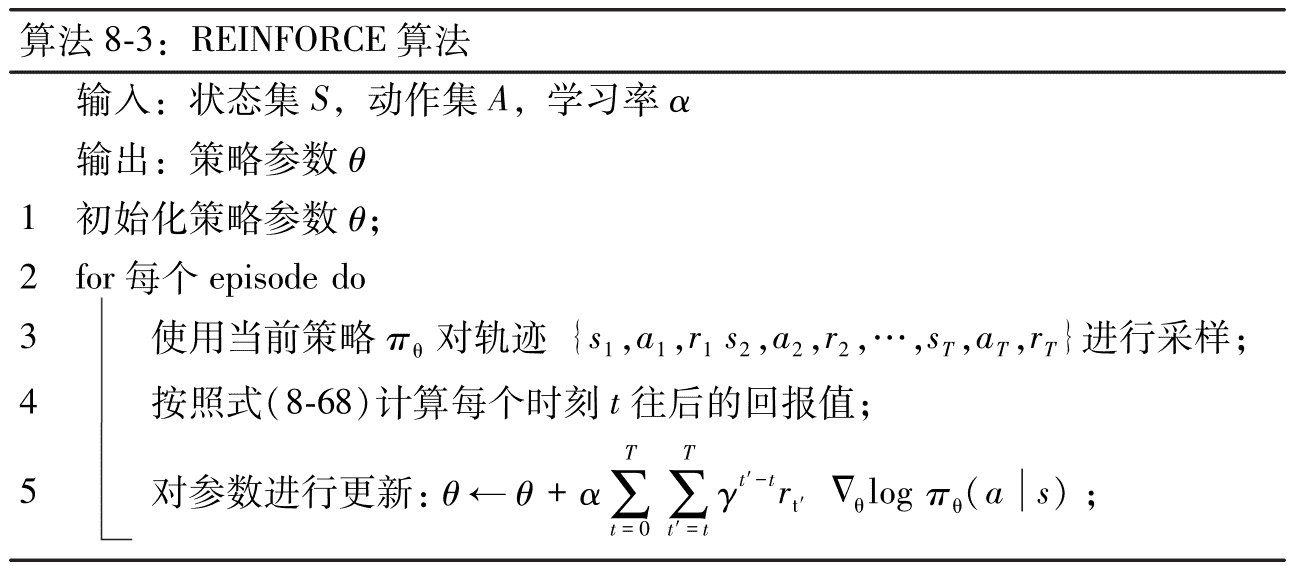 算法 8-3：REINFORCE 算法
输入：状态集 S，动作集 A，学习率 α
输出：策略参数 θ
1 初始化策略参数 θ；
2 for 每个 episode do
3 使用当前策略 π_θ 对轨迹 {s_1,a_1,r_1 s_2,a_2,r_2,⋯,s_T,a_T,r_T}进行采样；
4 按照式(8-68)计算每个时刻 t 往后的回报值；
5 对参数进行更新：θ←θ + α∑_{t=0}^{T} ∑_{t′=t}^{T} γ^{t′-t} r_{t′} ∇_θ log π_θ(a｜s)；